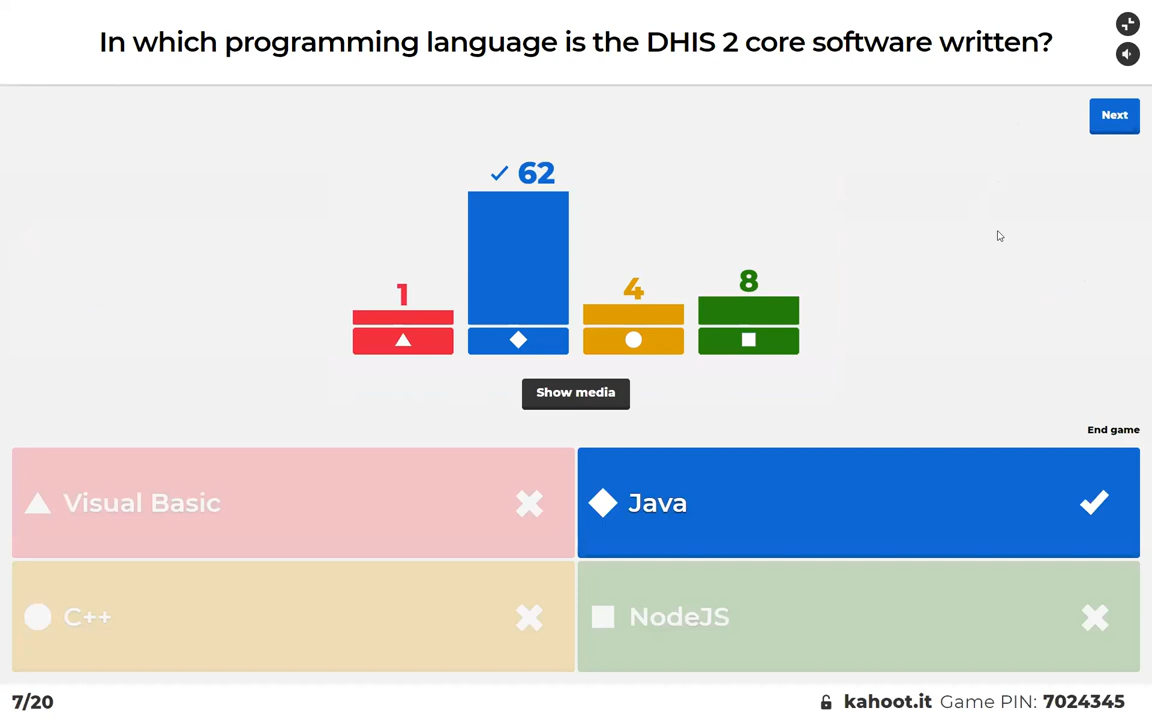 In which programming language is the DHIS 2 core software written?
Next
62
1
4
8
Show media
End game
Visual Basic
Java
C++
NodeJS
7/20
kahoot.it Game PIN: 7024345